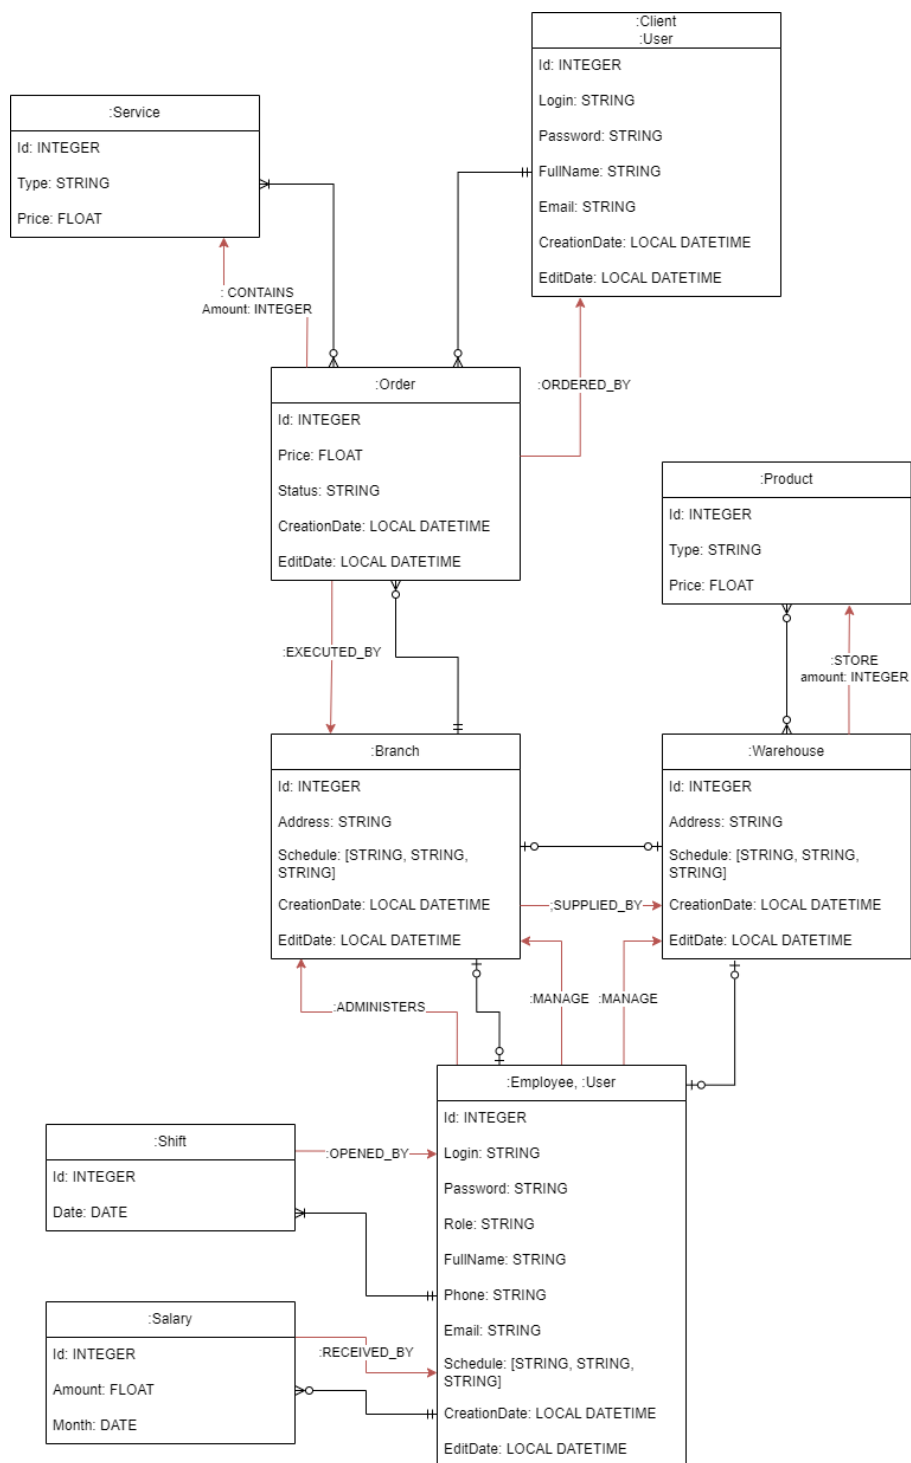 :Client
:User
Id: INTEGER
Login: STRING
Password: STRING
FullName: STRING
Email: STRING
CreationDate: LOCAL DATETIME
EditDate: LOCAL DATETIME
:Service
Id: INTEGER
Type: STRING
Price: FLOAT
: CONTAINS
Amount: INTEGER
:ORDERED_BY
:Order
Id: INTEGER
Price: FLOAT
Status: STRING
CreationDate: LOCAL DATETIME
EditDate: LOCAL DATETIME
:Product
Id: INTEGER
Type: STRING
Price: FLOAT
:EXECUTED_BY
:STORE
amount: INTEGER
:Branch
Id: INTEGER
Address: STRING
Schedule: [STRING, STRING,
STRING]
CreationDate: LOCAL DATETIME
EditDate: LOCAL DATETIME
;SUPPLIED_BY
:Warehouse
Id: INTEGER
Address: STRING
Schedule: [STRING, STRING,
STRING]
CreationDate: LOCAL DATETIME
EditDate: LOCAL DATETIME
:ADMINISTERS
:MANAGE
:MANAGE
:Employee, :User
Id: INTEGER
Login: STRING
Password: STRING
Role: STRING
FullName: STRING
Phone: STRING
Email: STRING
Schedule: [STRING, STRING,
STRING]
CreationDate: LOCAL DATETIME
EditDate: LOCAL DATETIME
:Shift
Id: INTEGER
Date: DATE
:OPENED_BY
:Salary
Id: INTEGER
Amount: FLOAT
Month: DATE
:RECEIVED_BY